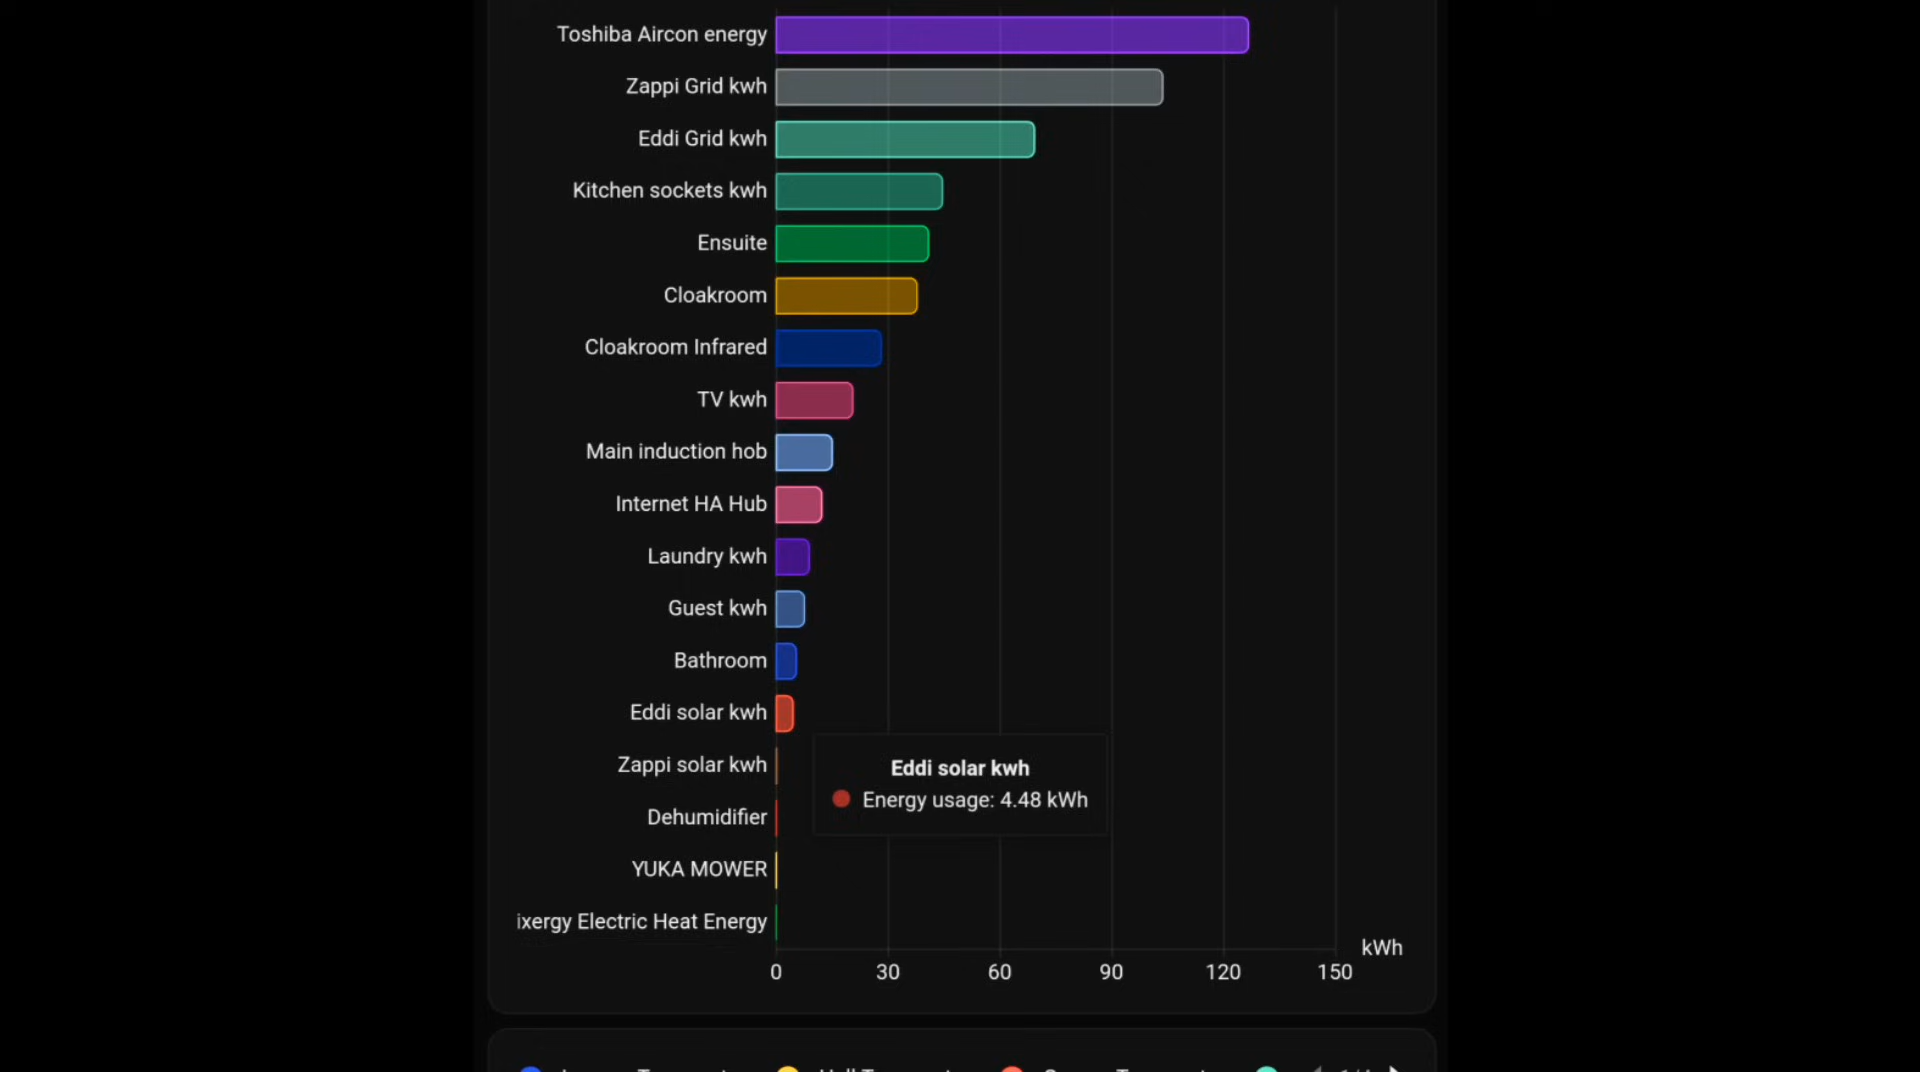 Toshiba Aircon energy
Zappi Grid kwh
Eddi Grid kwh
Kitchen sockets kwh
Ensuite
Cloakroom
Cloakroom Infrared
TV kwh
Main induction hob
Internet HA Hub
Laundry kwh
Guest kwh
Bathroom
Eddi solar kwh
Zappi solar kwh
Eddi solar kwh
Energy usage: 4.48 kWh
Dehumidifier
YUKA MOWER
ixergy Electric Heat Energy
kWh
0 30 60 90 120 150